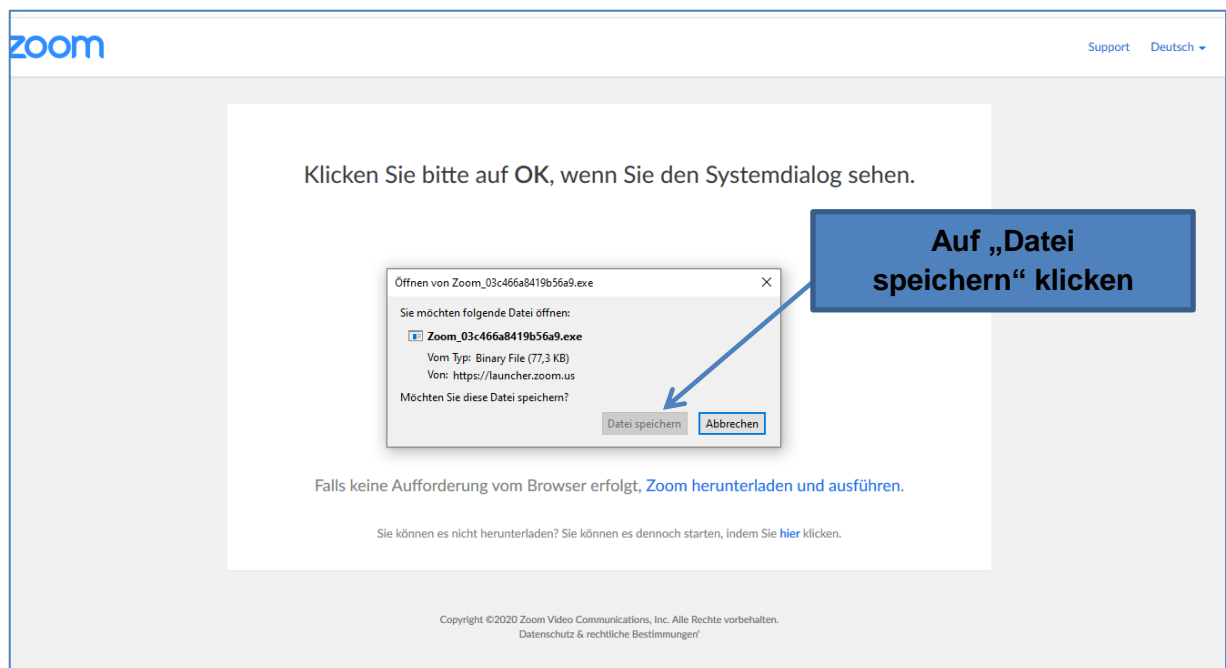 zoom
Support Deutsch
Klicken Sie bitte auf OK, wenn Sie den Systemdialog sehen.
Auf „Datei
speichern“ klicken
Öffnen von Zoom_03c466a8419b56a9.exe
Sie möchten folgende Datei öffnen:
Zoom_03c466a8419b56a9.exe
Vom Typ: Binary File (77,3 KB)
Von: https://launcher.zoom.us
Möchten Sie diese Datei speichern?
Datei speichern Abbrechen
Falls keine Aufforderung vom Browser erfolgt, Zoom herunterladen und ausführen.
Sie können es nicht herunterladen? Sie können es dennoch starten, indem Sie hier klicken.
Copyright ©2020 Zoom Video Communications, Inc. Alle Rechte vorbehalten.
Datenschutz & rechtliche Bestimmungen'